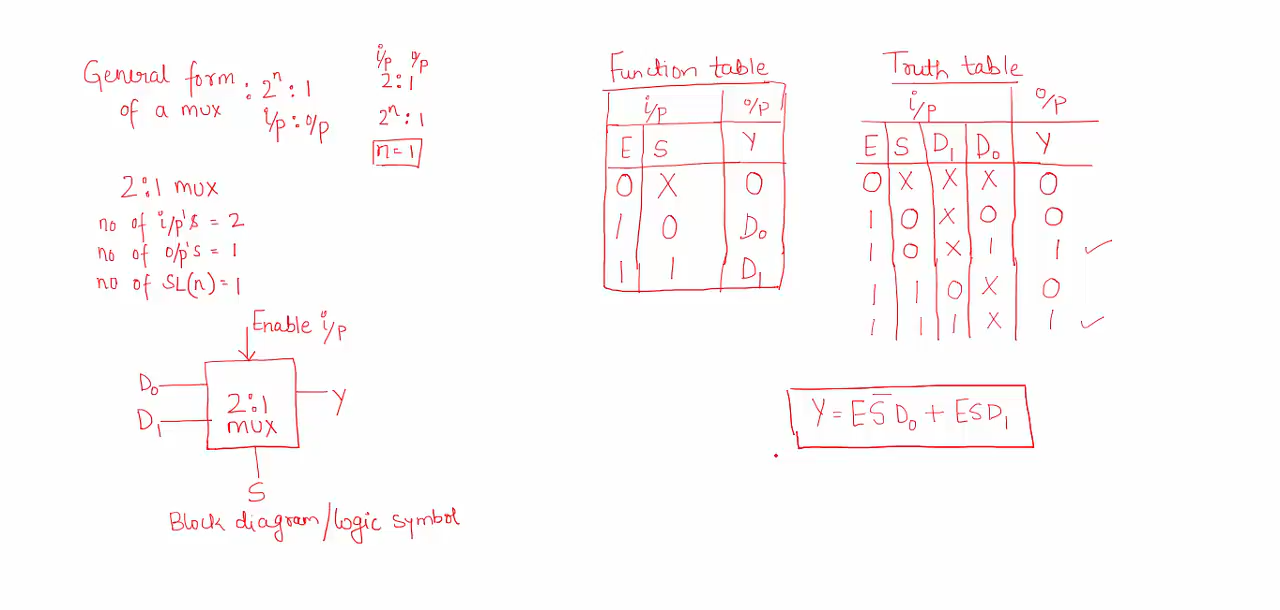 General form : 2ⁿ : 1
of a mux i/p : o/p
i/p o/p
2:1
2ⁿ : 1
n = 1
2:1 mux
no of i/p's = 2
no of o/p's = 1
no of SL(n) = 1
Enable i/p
D₀
D₁
2:1
mux
Y
S
Block diagram/logic symbol
Function table
i/p o/p
E S Y
0 X 0
1 0 D₀
1 1 D₁
Truth table
i/p o/p
E S D₁ D₀ Y
0 X X X 0
1 0 X 0 0
1 0 X 1 1 ✓
1 1 0 X 0
1 1 1 X 1 ✓
Y = ES̅D₀ + ESD₁